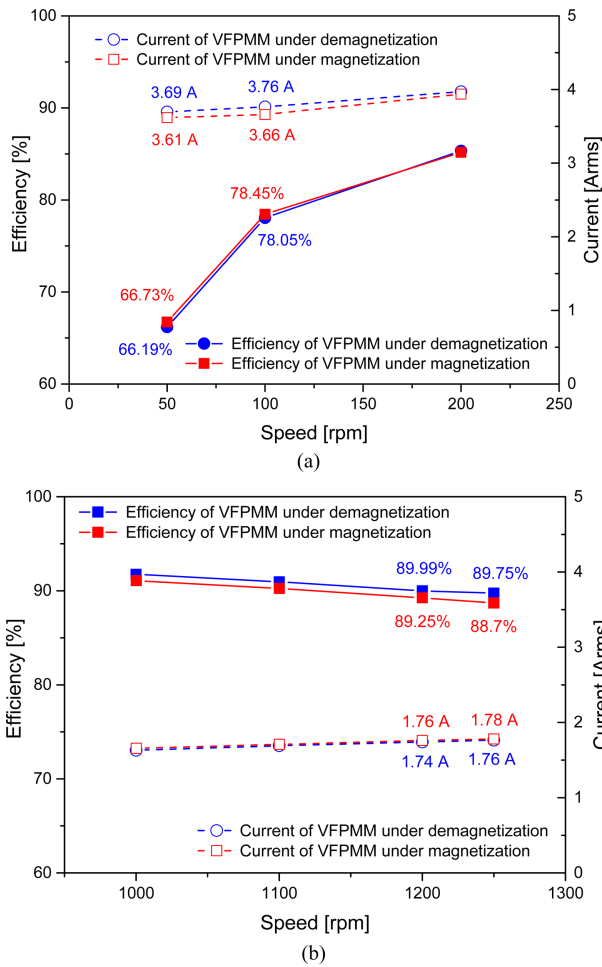 100
5
Current of VFPMM under demagnetization
Current of VFPMM under magnetization
3.69 A
3.76 A
90
4
3.61 A
3.66 A
Efficiency [%]
Current [Arms]
3
80
78.45%
2
78.05%
70
66.73%
1
66.19%
Efficiency of VFPMM under demagnetization
Efficiency of VFPMM under magnetization
60
0
0
50
100
150
200
250
Speed [rpm]
(a)
100
5
Efficiency of VFPMM under demagnetization
Efficiency of VFPMM under magnetization
89.99%
89.75%
4
90
89.25%
88.7%
Efficiency [%]
Current [Arms]
3
80
1.76 A
1.78 A
2
1.74 A
1.76 A
70
1
Current of VFPMM under demagnetization
Current of VFPMM under magnetization
60
0
1000
1100
1200
1300
Speed [rpm]
(b)